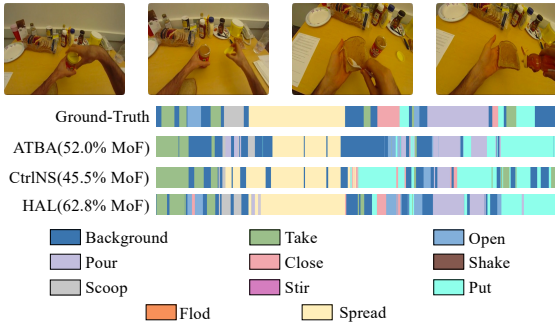 Ground-Truth
ATBA(52.0% MoF)
CtrlNS(45.5% MoF)
HAL(62.8% MoF)
Background Take Open
Pour Close Shake
Scoop Stir Put
Flod Spread